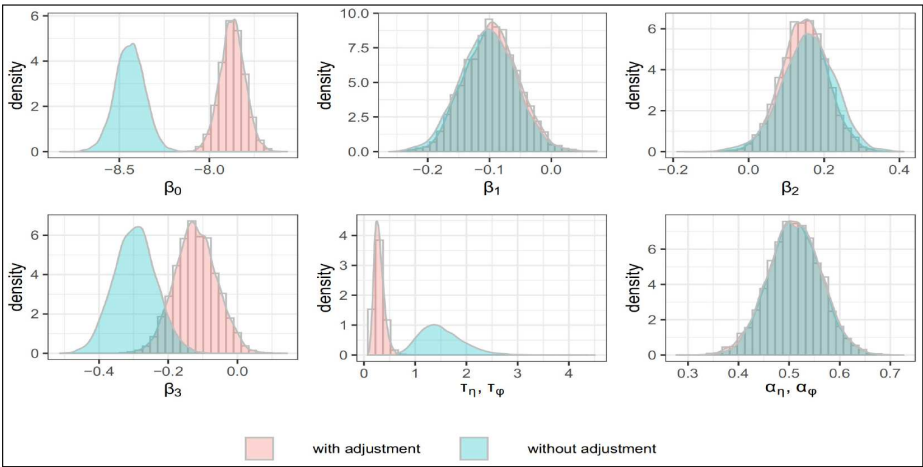 density
6
4
2
0
−8.5 −8.0
β0
density
10.0
7.5
5.0
2.5
0.0
−0.2 −0.1 0.0
β1
density
6
4
2
0
−0.2 0.0 0.2 0.4
β2
density
6
4
2
0
−0.4 −0.2 0.0
β3
density
4
3
2
1
0
0 1 2 3 4
τη, τφ
density
6
4
2
0
0.3 0.4 0.5 0.6 0.7
αη, αφ
with adjustment without adjustment